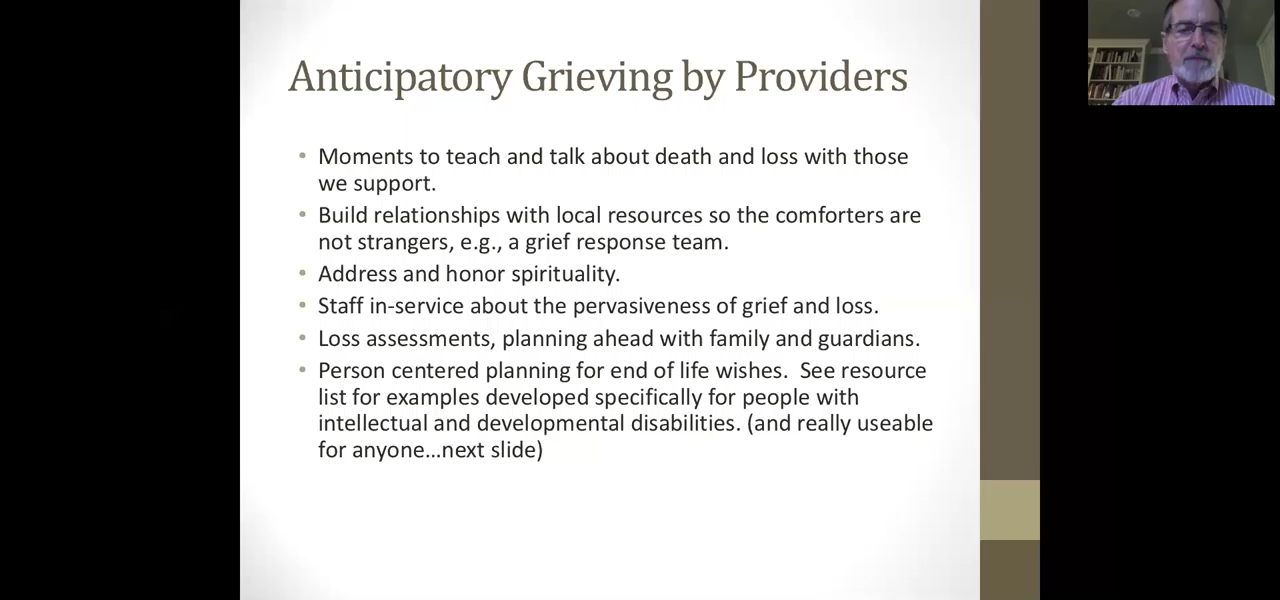 Anticipatory Grieving by Providers
• Moments to teach and talk about death and loss with those
we support.
• Build relationships with local resources so the comforters are
not strangers, e.g., a grief response team.
• Address and honor spirituality.
• Staff in-service about the pervasiveness of grief and loss.
• Loss assessments, planning ahead with family and guardians.
• Person centered planning for end of life wishes.  See resource
list for examples developed specifically for people with
intellectual and developmental disabilities. (and really useable
for anyone…next slide)